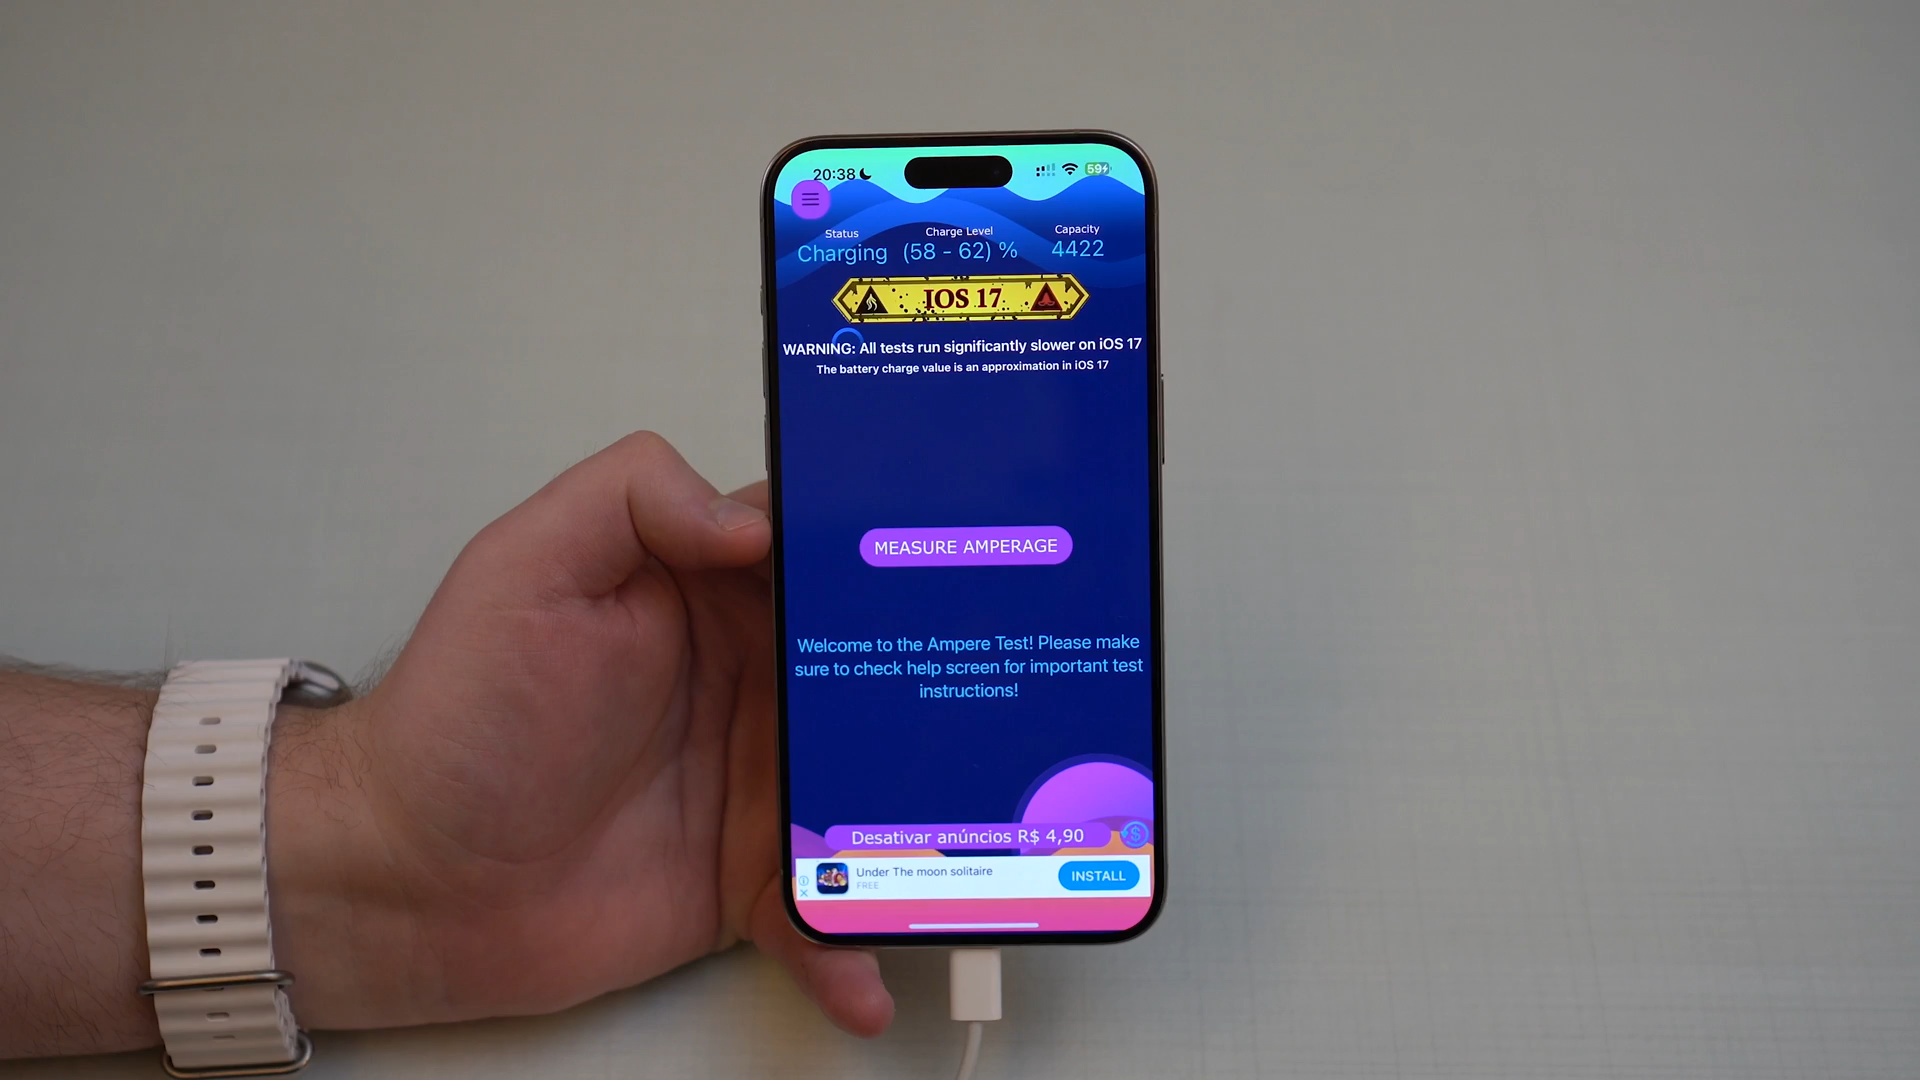 20:38
59
Status
Charging
Charge Level
(58 - 62) %
Capacity
4422
IOS 17
WARNING: All tests run significantly slower on iOS 17
The battery charge value is an approximation in iOS 17
MEASURE AMPERAGE
Welcome to the Ampere Test! Please make
sure to check help screen for important test
instructions!
Desativar anúncios R$ 4,90
Under The moon solitaire
FREE
INSTALL